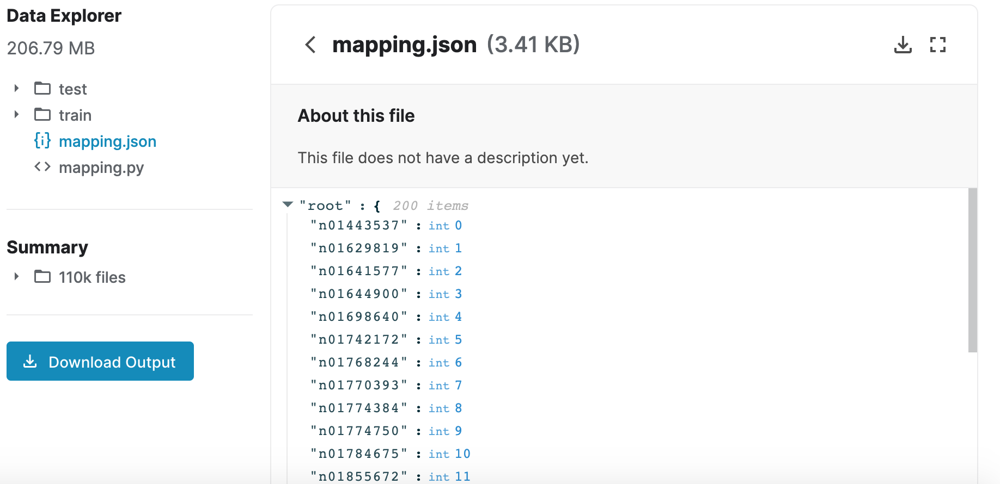 Data Explorer
206.79 MB
test
train
{i} mapping.json
<> mapping.py
Summary
110k files
Download Output
mapping.json (3.41 KB)
About this file
This file does not have a description yet.
"root" : { 200 items
"n01443537" : int 0
"n01629819" : int 1
"n01641577" : int 2
"n01644900" : int 3
"n01698640" : int 4
"n01742172" : int 5
"n01768244" : int 6
"n01770393" : int 7
"n01774384" : int 8
"n01774750" : int 9
"n01784675" : int 10
"n01855672" : int 11